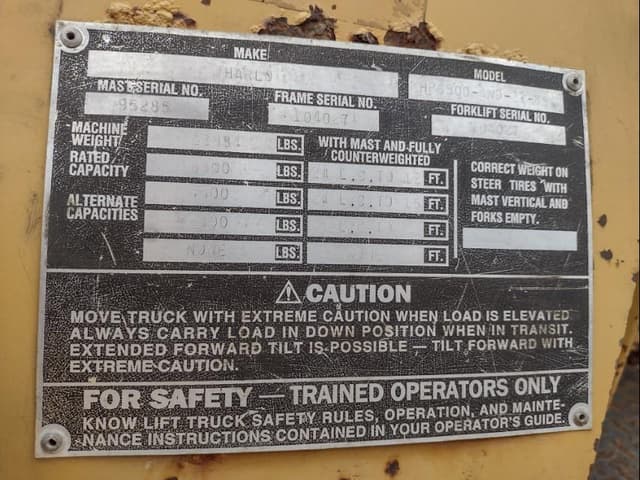 MAKE
HARLO
MODEL
MAST SERIAL NO.
95285
FRAME SERIAL NO.
FORKLIFT SERIAL NO.
MACHINE WEIGHT
LBS.
WITH MAST AND FULLY COUNTERWEIGHTED
RATED CAPACITY
LBS.
FT.
ALTERNATE CAPACITIES
LBS.
FT.
LBS.
FT.
NONE
LBS.
FT.
CORRECT WEIGHT ON
STEER TIRES WITH
MAST VERTICAL AND
FORKS EMPTY.
CAUTION
MOVE TRUCK WITH EXTREME CAUTION WHEN LOAD IS ELEVATED
ALWAYS CARRY LOAD IN DOWN POSITION WHEN IN TRANSIT.
EXTENDED FORWARD TILT IS POSSIBLE — TILT FORWARD WITH
EXTREME CAUTION.
FOR SAFETY — TRAINED OPERATORS ONLY
KNOW LIFT TRUCK SAFETY RULES, OPERATION, AND MAINTE-
NANCE INSTRUCTIONS CONTAINED IN YOUR OPERATOR'S GUIDE.